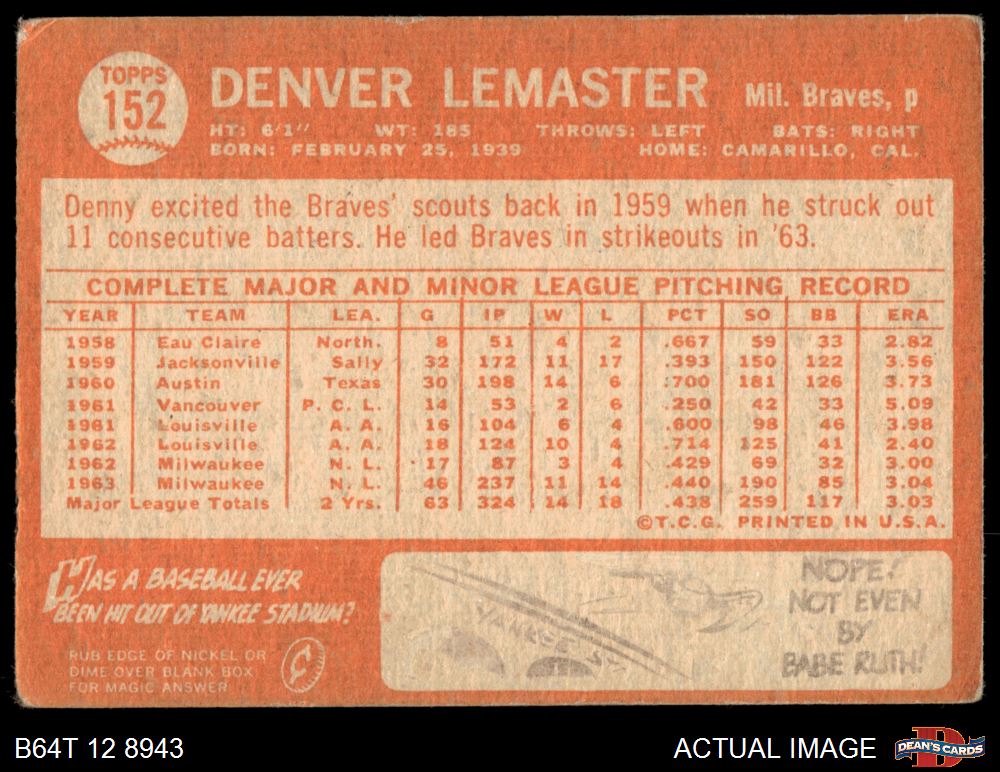 TOPPS
152
DENVER LEMASTER Mil. Braves, p
HT: 6'1" WT: 185 THROWS: LEFT BATS: RIGHT
BORN: FEBRUARY 25, 1939 HOME: CAMARILLO, CAL.
Denny excited the Braves' scouts back in 1959 when he struck out
11 consecutive batters. He led Braves in strikeouts in '63.
COMPLETE MAJOR AND MINOR LEAGUE PITCHING RECORD
YEAR TEAM LEA. G IP W L PCT SO BB ERA
1958 Eau Claire North. 8 51 4 2 .667 59 33 2.82
1959 Jacksonville Sally 32 172 11 17 .393 150 122 3.56
1960 Austin Texas 30 198 14 6 .700 181 126 3.73
1961 Vancouver P. C. L. 14 53 2 6 .250 42 33 5.09
1961 Louisville A. A. 16 104 6 4 .600 98 46 3.98
1962 Louisville A. A. 18 124 10 4 .714 125 41 2.40
1962 Milwaukee N. L. 17 87 3 4 .429 69 32 3.00
1963 Milwaukee N. L. 46 237 11 14 .440 190 85 3.04
Major League Totals 2 Yrs. 63 324 14 18 .438 259 117 3.03
©T.C.G. PRINTED IN U.S.A.
HAS A BASEBALL EVER
BEEN HIT OUT OF YANKEE STADIUM?
RUB EDGE OF NICKEL OR
DIME OVER BLANK BOX
FOR MAGIC ANSWER
YANKEE ST.
NOPE!
NOT EVEN
BY
BABE RUTH!
B64T 12 8943
ACTUAL IMAGE
DEAN'S CARDS